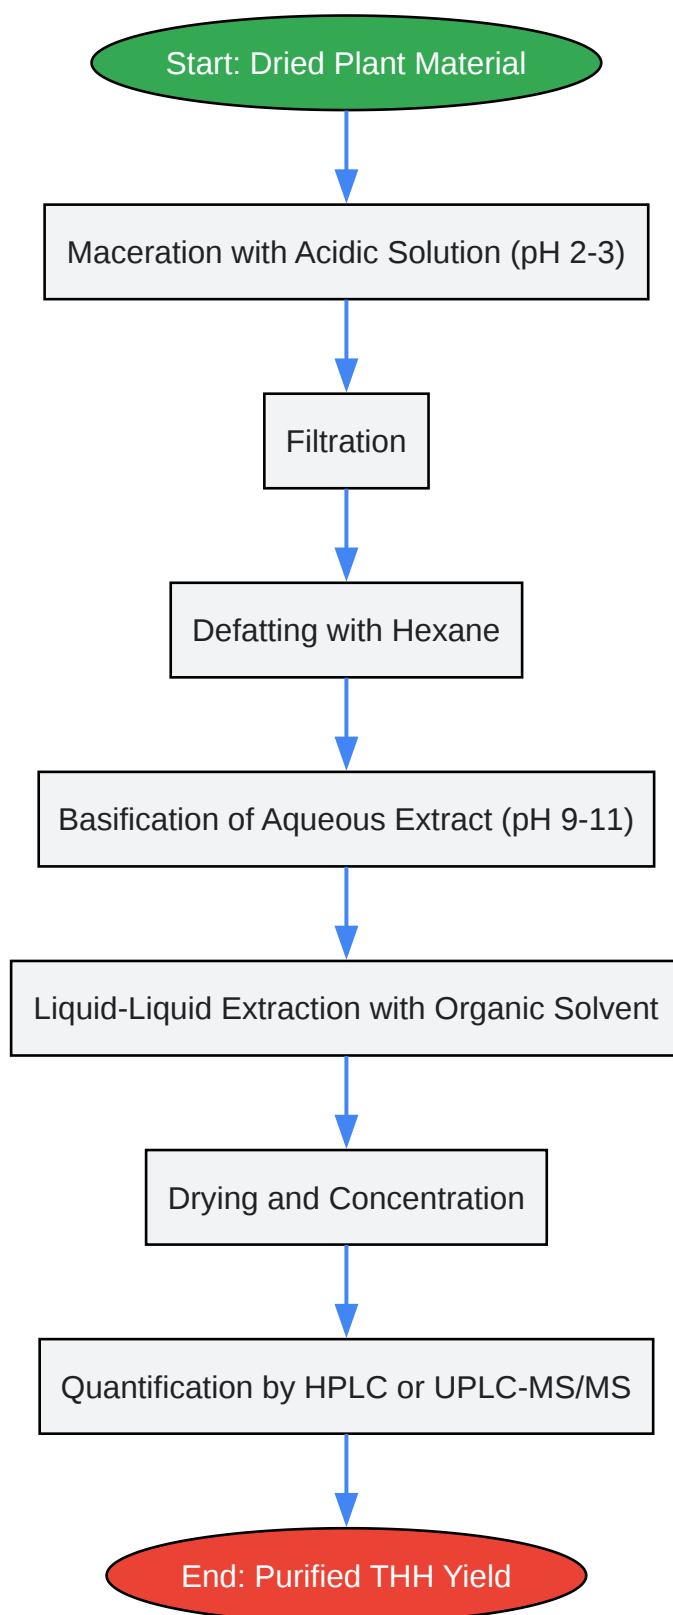 Start: Dried Plant Material
Maceration with Acidic Solution (pH 2-3)
Filtration
Defatting with Hexane
Basification of Aqueous Extract (pH 9-11)
Liquid-Liquid Extraction with Organic Solvent
Drying and Concentration
Quantification by HPLC or UPLC-MS/MS
End: Purified THH Yield